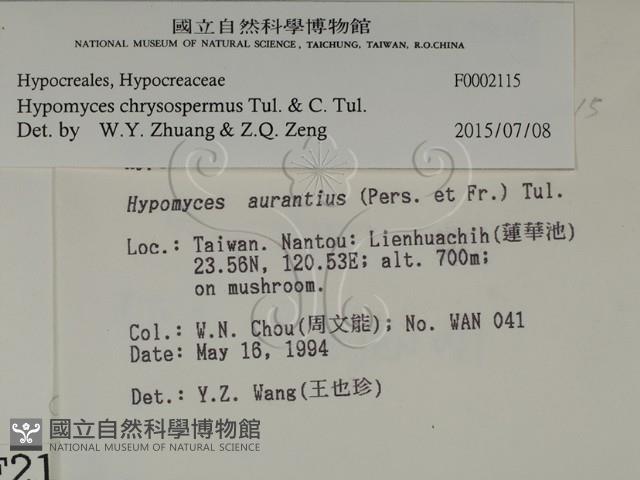 國立自然科學博物館
NATIONAL MUSEUM OF NATURAL SCIENCE, TAICHUNG, TAIWAN, R.O.CHINA
Hypocreales, Hypocreaceae F0002115
Hypomyces chrysospermus Tul. & C. Tul.
Det. by W.Y. Zhuang & Z.Q. Zeng 2015/07/08
Hypomyces aurantius (Pers. et Fr.) Tul.
Loc.: Taiwan. Nantou: Lienhuachih(蓮華池)
23.56N, 120.53E; alt. 700m;
on mushroom.
Col.: W.N. Chou(周文能); No. WAN 041
Date: May 16, 1994
Det.: Y.Z. Wang(王也珍)
國立自然科學博物館
NATIONAL MUSEUM OF NATURAL SCIENCE